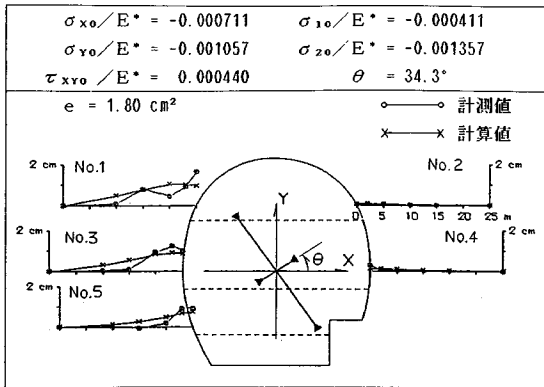 σX0/E* = -0.000711 σ10/E* = -0.000411
σY0/E* = -0.001057 σ20/E* = -0.001357
τXY0/E* = 0.000440 θ = 34.3°
e = 1.80 cm²
計測値
計算値
2 cm No.1
No.2 2 cm
Y
0 5 10 15 20 25 m
2 cm No.3
No.4 2 cm
θ
X
2 cm No.5